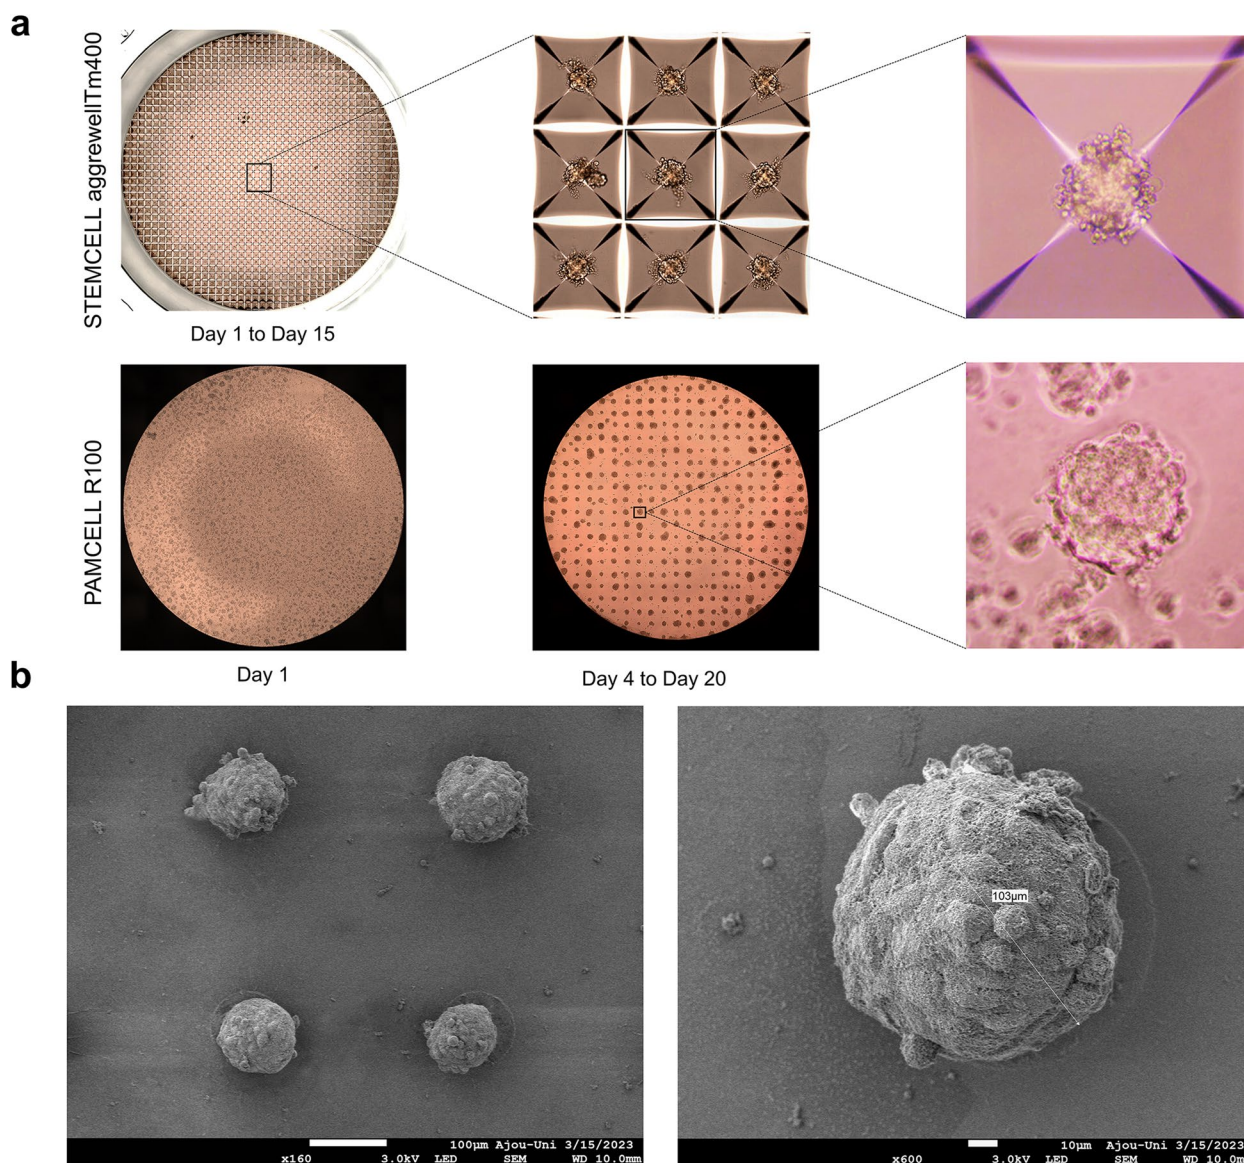 a
STEMCELL aggrewellTm400
Day 1 to Day 15
PAMCELL R100
Day 1
Day 4 to Day 20
b
103µm
100µm Ajou-Uni 3/15/2023
x160 3.0kV LED SEM WD 10.0mm
10µm Ajou-Uni 3/15/2023
x600 3.0kV LED SEM WD 10.0mm